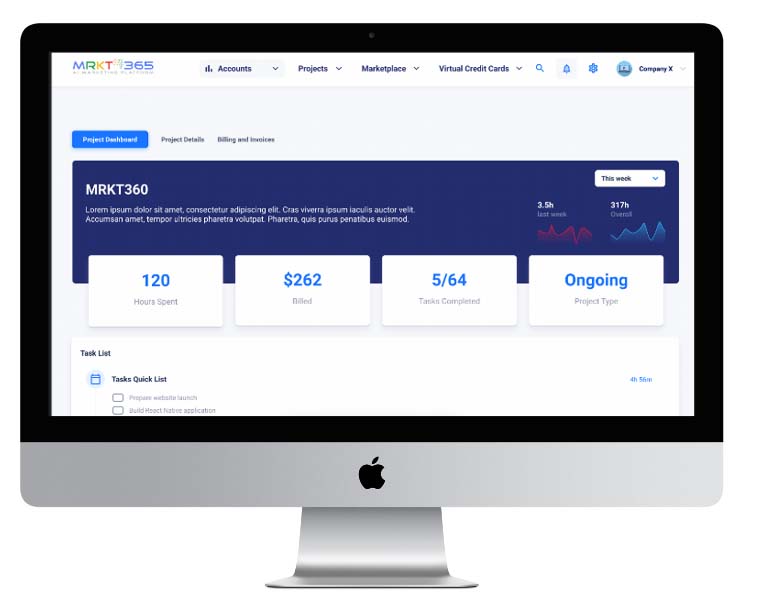 MRKT365
AI MARKETING PLATFORM
Accounts
Projects
Marketplace
Virtual Credit Cards
Company X
Project Dashboard
Project Details
Billing and Invoices
This week
MRKT360
Lorem ipsum dolor sit amet, consectetur adipiscing elit. Cras viverra ipsum iaculis auctor velit.
Accumsan amet, tempor ultricies pharetra volutpat. Pharetra, quis purus penatibus euismod.
3.5h
last week
317h
Overoll
120
Hours Spent
$262
Billed
5/64
Tasks Completed
Ongoing
Project Type
Task List
Tasks Quick List
4h 56m
Prepare website launch
Build React Native application